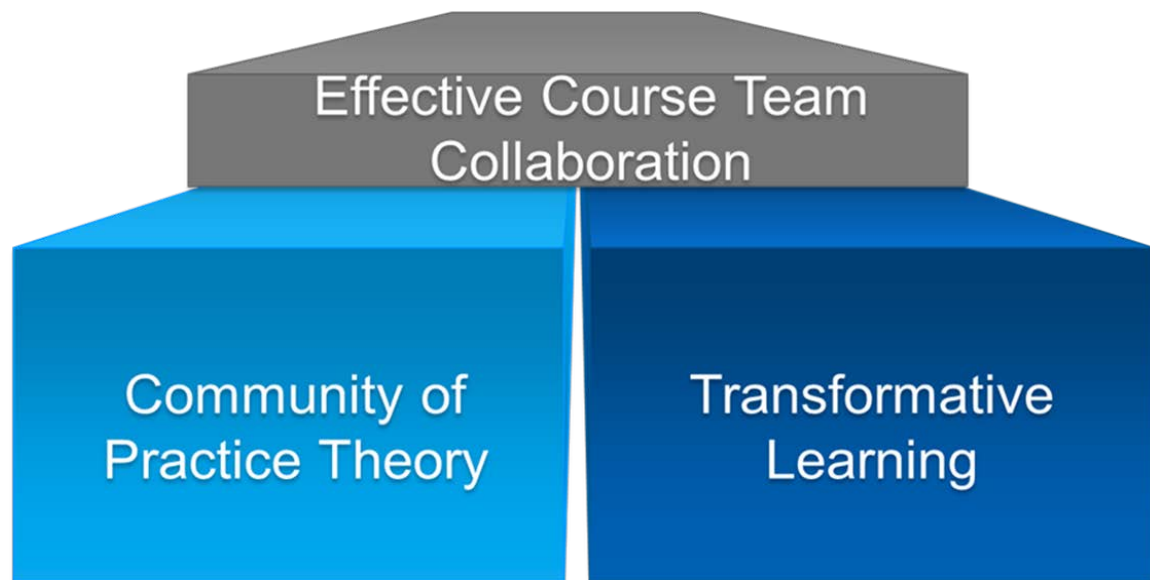 Effective Course Team
Collaboration
Community of
Practice Theory
Transformative
Learning